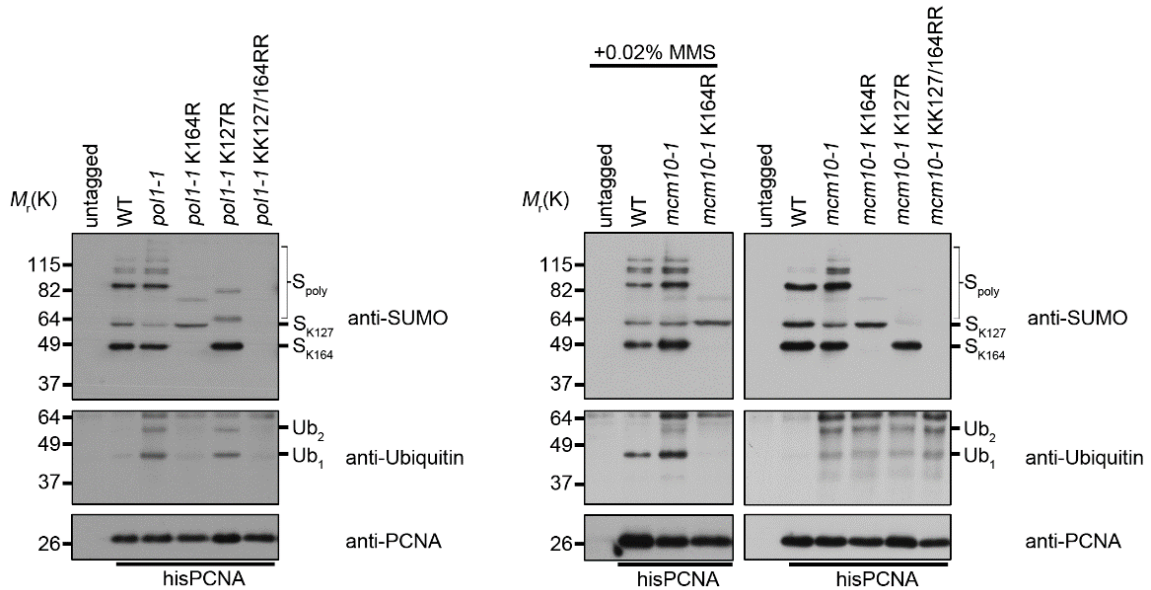 untagged
WT
pol1-1
pol1-1 K164R
pol1-1 K127R
pol1-1 KK127/164RR
Mr(K)
115
82
64
49
37
Spoly
SK127
SK164
anti-SUMO
64
49
37
Ub2
Ub1
anti-Ubiquitin
26
anti-PCNA
hisPCNA
+0.02% MMS
untagged
WT
mcm10-1
mcm10-1 K164R
untagged
WT
mcm10-1
mcm10-1 K164R
mcm10-1 K127R
mcm10-1 KK127/164RR
Mr(K)
115
82
64
49
37
Spoly
SK127
SK164
anti-SUMO
64
49
37
Ub2
Ub1
anti-Ubiquitin
26
anti-PCNA
hisPCNA
hisPCNA